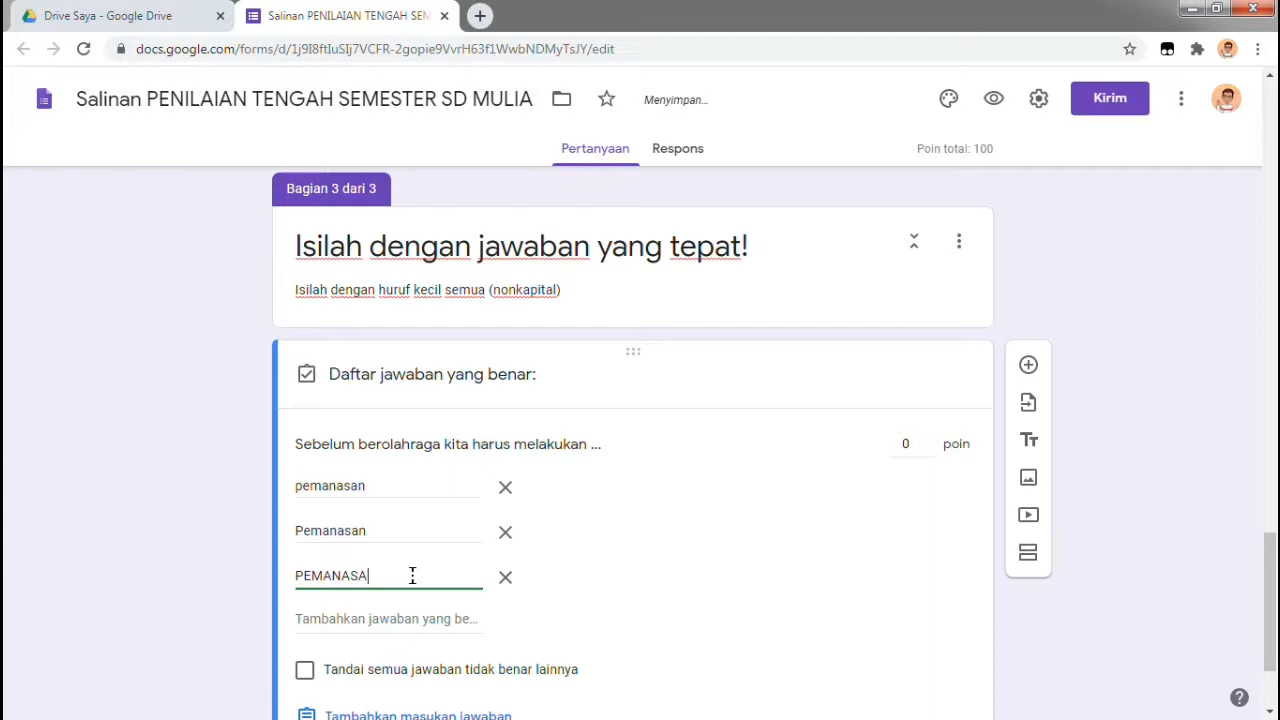 Drive Saya - Google Drive
Salinan PENILAIAN TENGAH SEM
docs.google.com/forms/d/1j9I8ftIuSIj7VCFR-2gopie9VvrH63f1WwbNDMyTsJY/edit
Salinan PENILAIAN TENGAH SEMESTER SD MULIA
Menyimpan...
Kirim
Pertanyaan
Respons
Poin total: 100
Bagian 3 dari 3
Isilah dengan jawaban yang tepat!
Isilah dengan huruf kecil semua (nonkapital)
Daftar jawaban yang benar:
Sebelum berolahraga kita harus melakukan ...
0 poin
pemanasan
Pemanasan
PEMANASA
Tambahkan jawaban yang be...
Tandai semua jawaban tidak benar lainnya
Tambahkan masukan jawaban